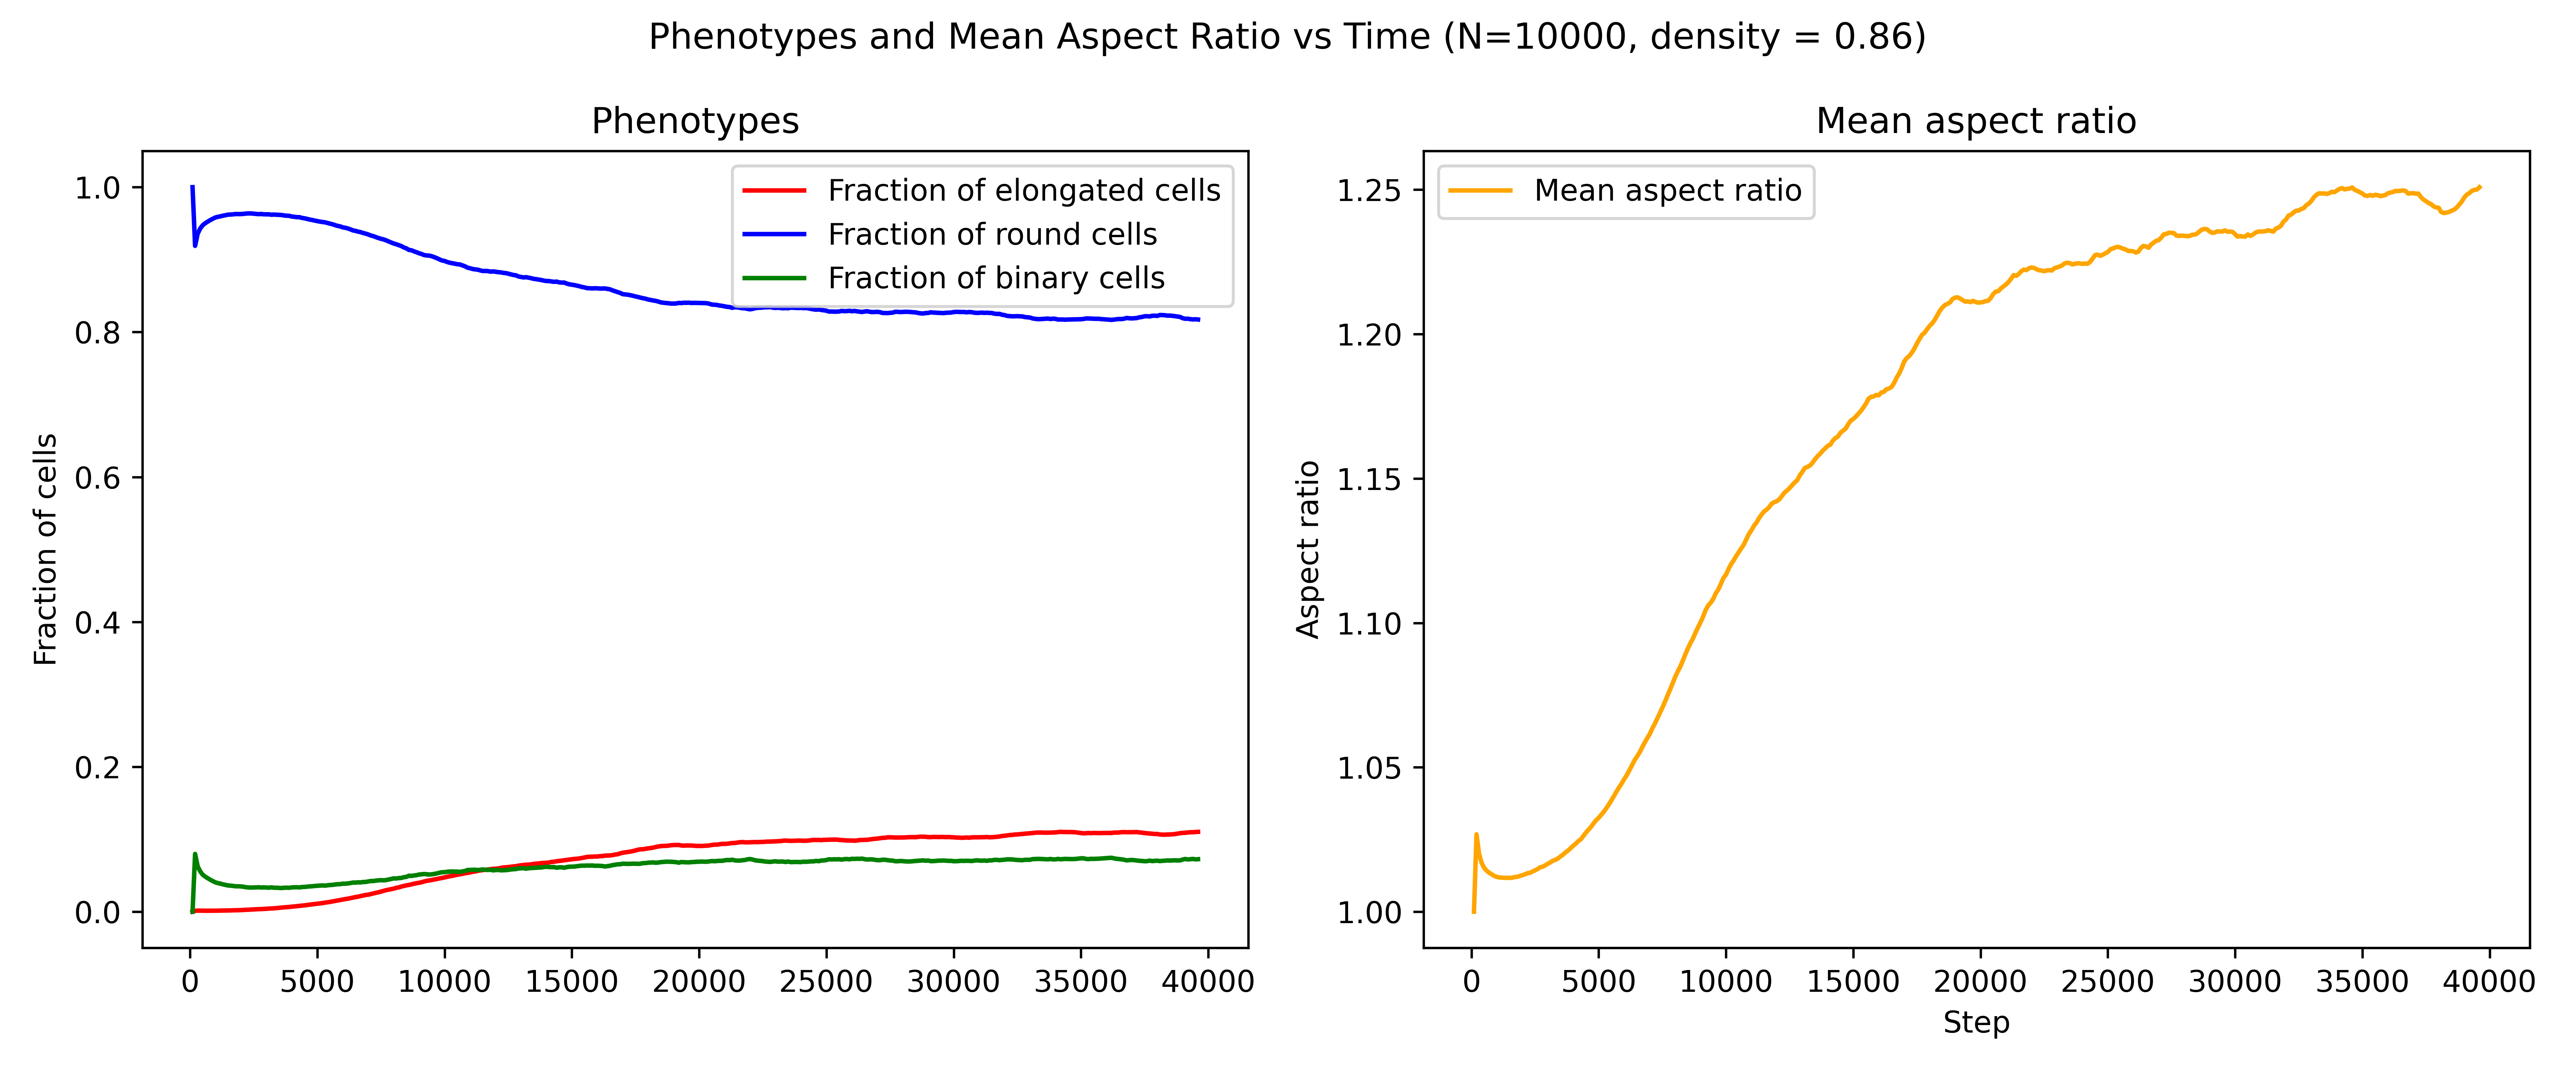 Phenotypes and Mean Aspect Ratio vs Time (N=10000, density = 0.86)
Phenotypes
Fraction of cells
1.0
0.8
0.6
0.4
0.2
0.0
Fraction of elongated cells
Fraction of round cells
Fraction of binary cells
0 5000 10000 15000 20000 25000 30000 35000 40000
Mean aspect ratio
Aspect ratio
1.25
1.20
1.15
1.10
1.05
1.00
Mean aspect ratio
0 5000 10000 15000 20000 25000 30000 35000 40000
Step